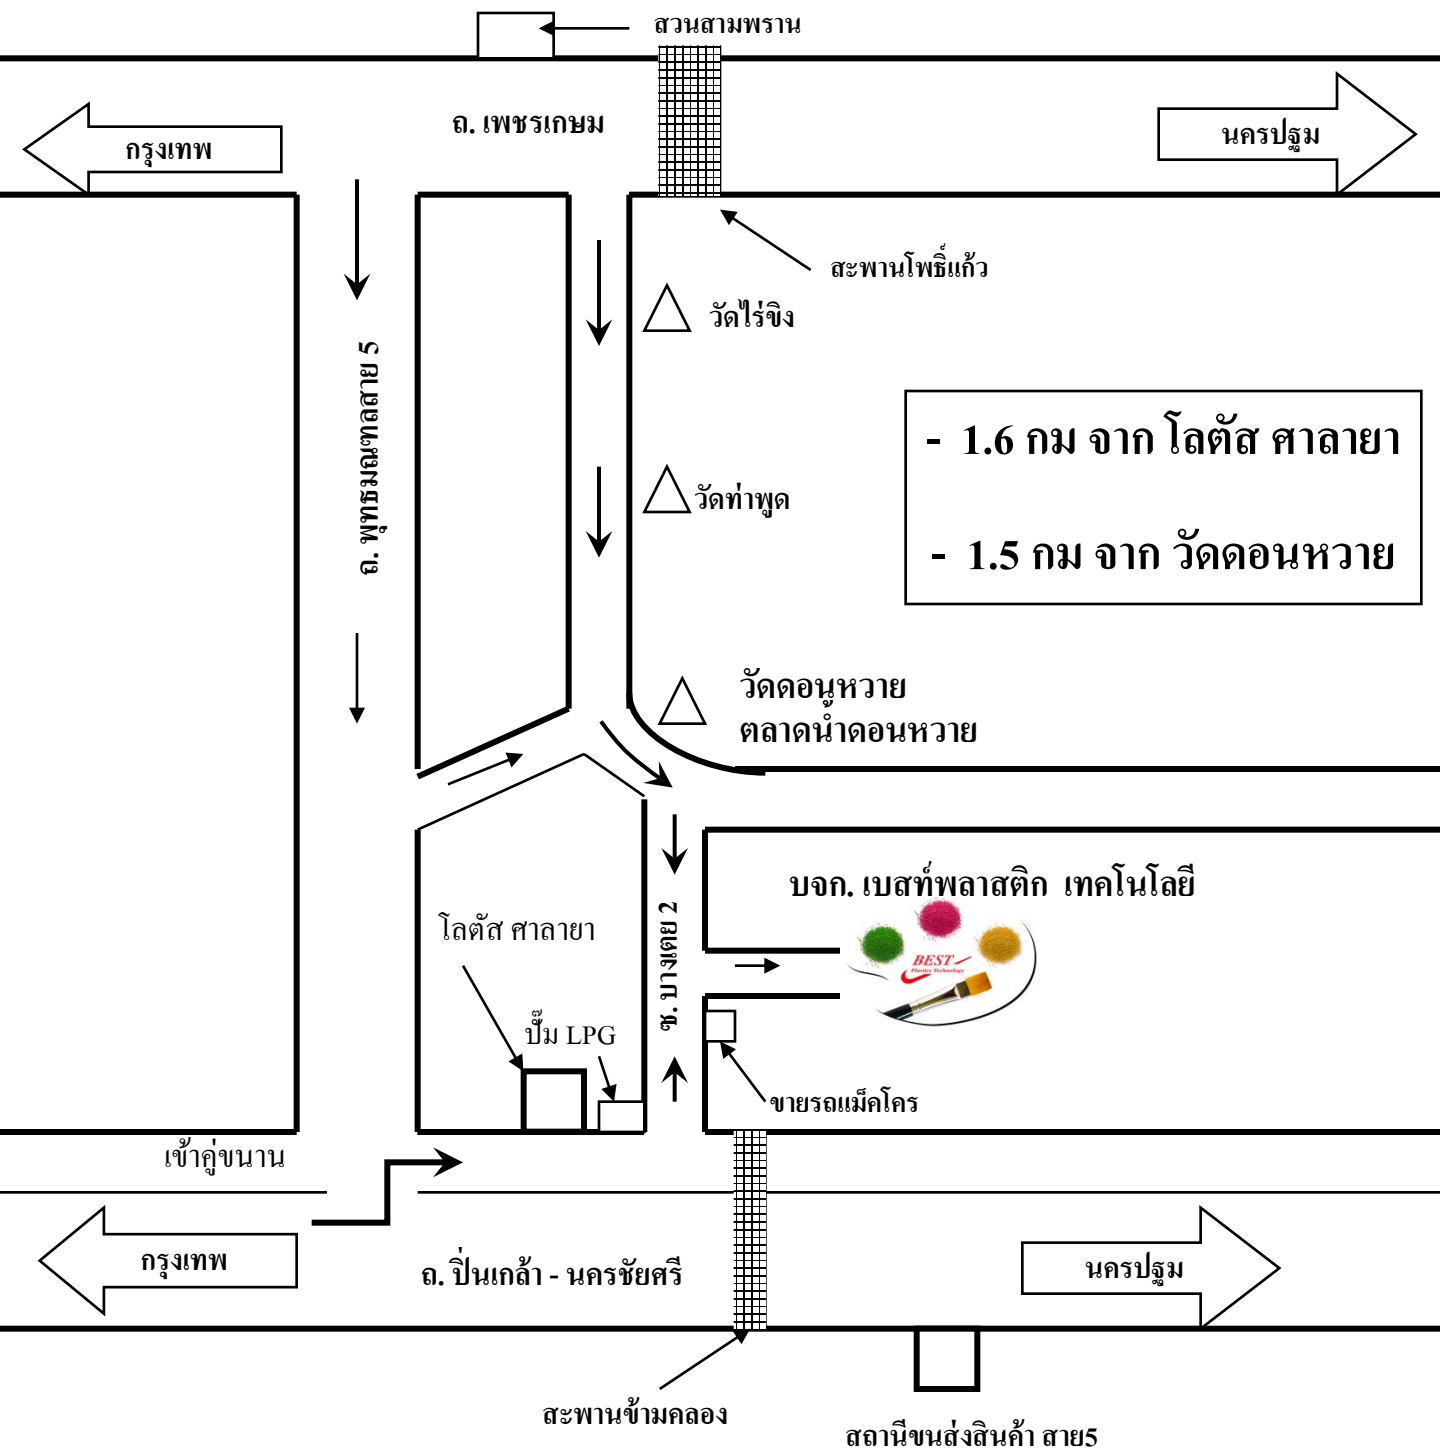 สวนสามพราน
ถ. เพชรเกษม
กรุงเทพ
นครปฐม
สะพานโพธิ์แก้ว
วัดไร่ขิง
ถ. พุทธมณฑลสาย 5
- 1.6 กม จาก โลตัส ศาลายา
วัดท่าพูด
- 1.5 กม จาก วัดดอนหวาย
วัดดอนหวาย
ตลาดน้ำดอนหวาย
บจก. เบสท์พลาสติก เทคโนโลยี
โลตัส ศาลายา
ซ. บางเตย 2
BEST
Plastics Technology
ปั๊ม LPG
ขายรถแม็คโคร
เข้าคู่ขนาน
กรุงเทพ
ถ. ปิ่นเกล้า - นครชัยศรี
นครปฐม
สะพานข้ามคลอง
สถานีขนส่งสินค้า สาย5